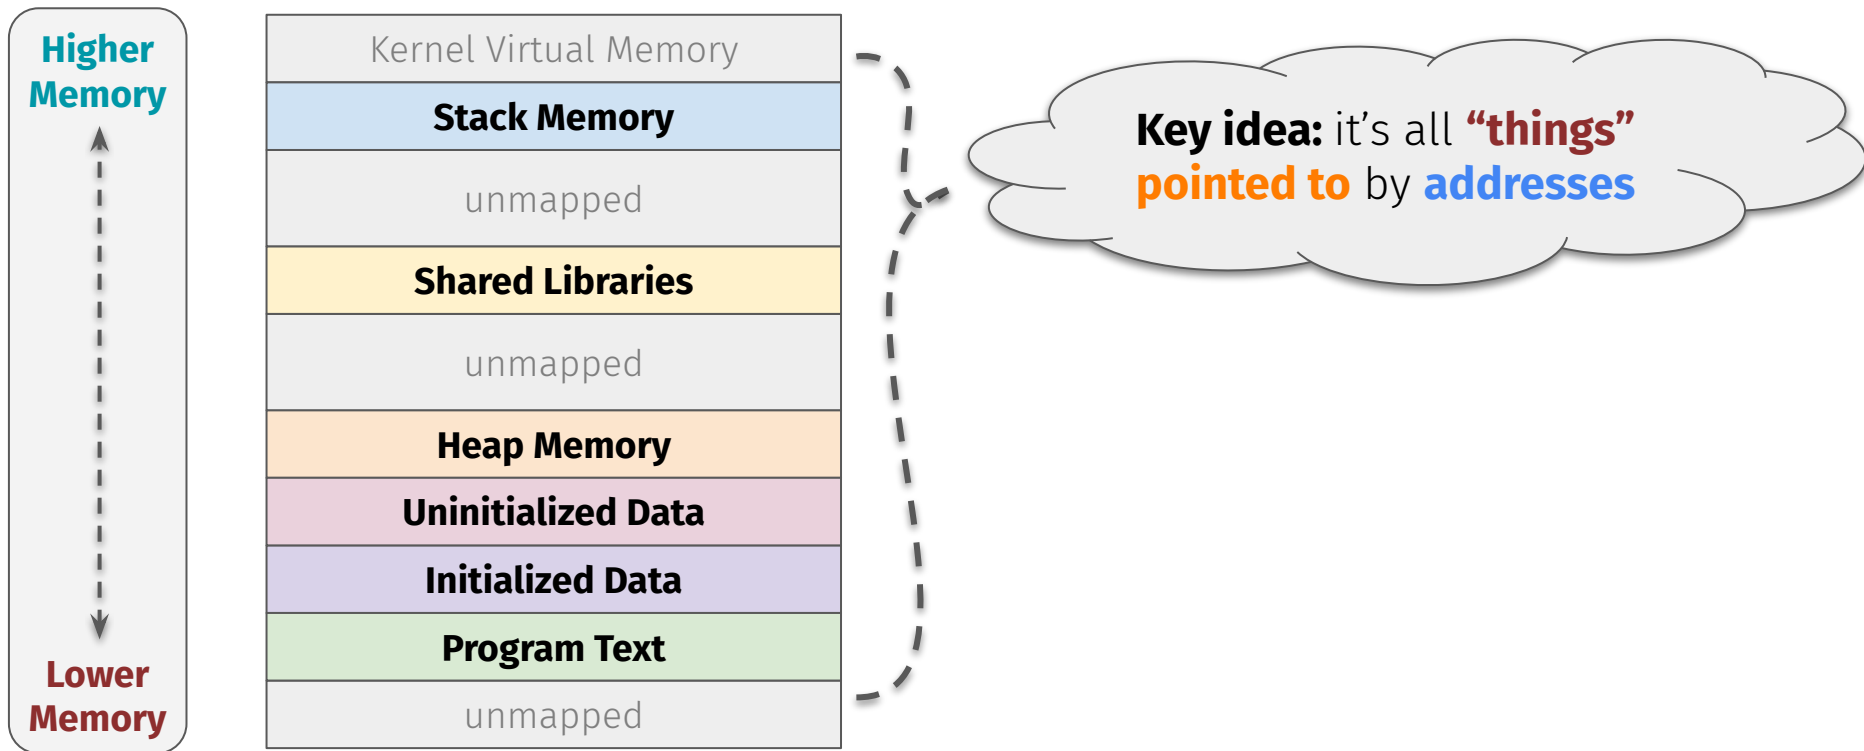 Higher
Memory
Lower
Memory
Kernel Virtual Memory
Stack Memory
unmapped
Shared Libraries
unmapped
Heap Memory
Uninitialized Data
Initialized Data
Program Text
unmapped
Key idea: it’s all “things”
pointed to by addresses